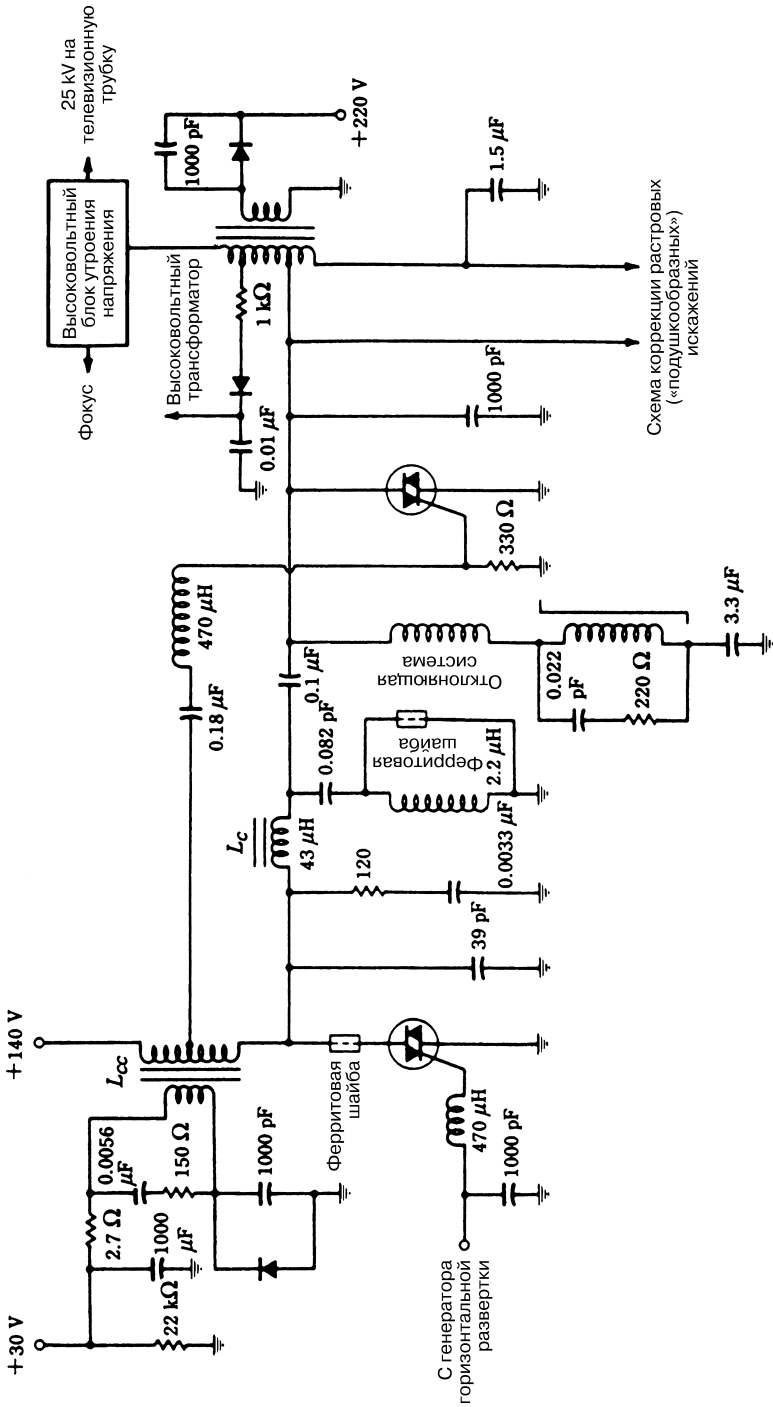 +30 V
22 kΩ
1000
μF
2.7 Ω
0.0056
μF
150 Ω
1000 pF
L_CC
+140 V
Ферритовая
шайба
С генератора
горизонтальной
развертки
470 μH
1000 pF
39 pF
120
0.0033 μF
L_C
43 μH
0.082 pF
Ферритовая
шайба
2.2 μH
0.1 μF
0.18 μF
470 μH
Отклоняющая
система
0.022
pF
220 Ω
3.3 μF
330 Ω
1000 pF
0.01 μF
1 kΩ
Высоковольтный
трансформатор
Фокус
Высоковольтный
блок утроения
напряжения
25 kV на
телевизионную
трубку
1000 pF
+220 V
1.5 μF
Схема коррекции растровых
(«подушкообразных»)
искажений